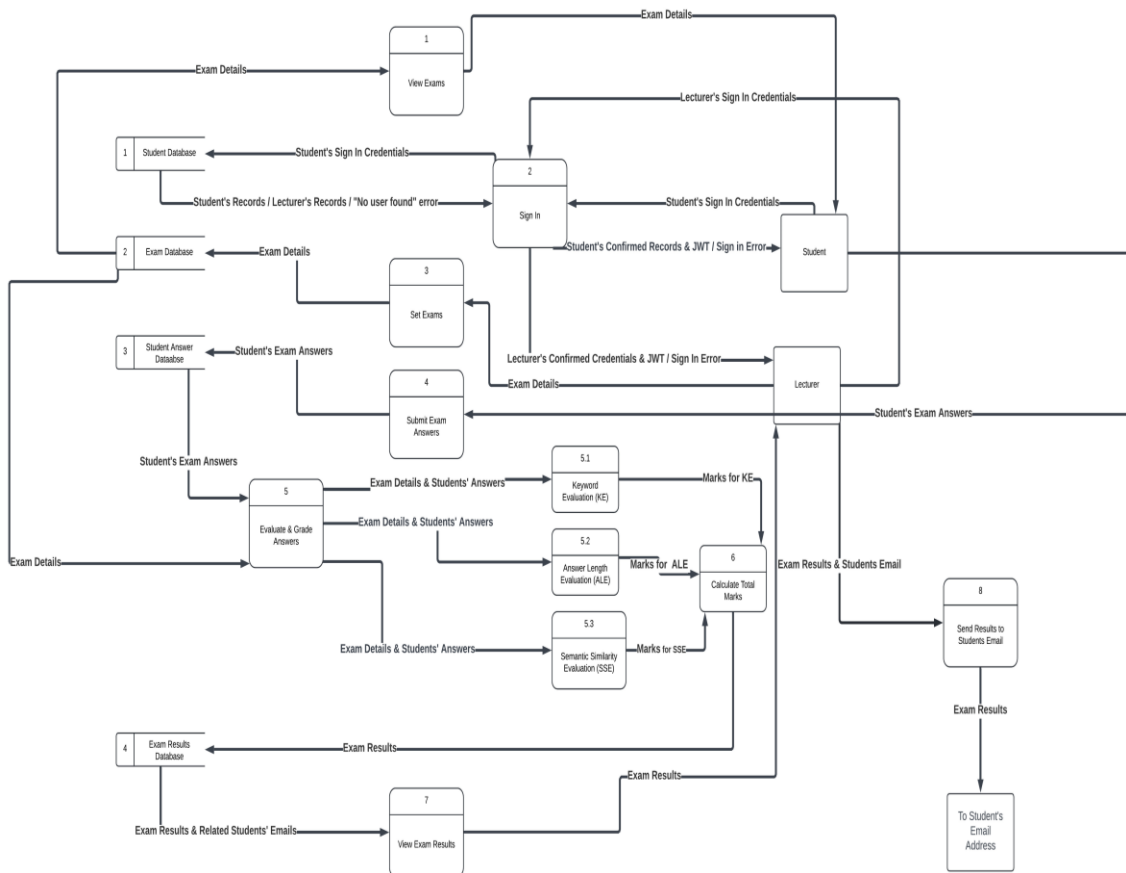 Exam Details
1
View Exams
Exam Details
Lecturer's Sign In Credentials
1
Student Database
Student's Sign In Credentials
2
Sign In
Student's Records / Lecturer's Records / "No user found" error
Student's Sign In Credentials
Student
2
Exam Database
Exam Details
Student's Confirmed Records & JWT / Sign in Error
3
Set Exams
3
Student Answer
Dataabse
Student's Exam Answers
Lecturer's Confirmed Credentials & JWT / Sign In Error
Exam Details
Lecturer
4
Submit Exam
Answers
Student's Exam Answers
Student's Exam Answers
5
Evaluate & Grade
Answers
Exam Details & Students' Answers
5.1
Keyword
Evaluation (KE)
Marks for KE
Exam Details & Students' Answers
5.2
Answer Length
Evaluation (ALE)
Marks for ALE
6
Calculate Total
Marks
Exam Results & Students Email
Exam Details
8
Send Results to
Students Email
Exam Details & Students' Answers
5.3
Semantic Similarity
Evaluation (SSE)
Marks for SSE
Exam Results
4
Exam Results
Database
Exam Results
Exam Results
7
View Exam Results
Exam Results & Related Students' Emails
To Student's
Email
Address